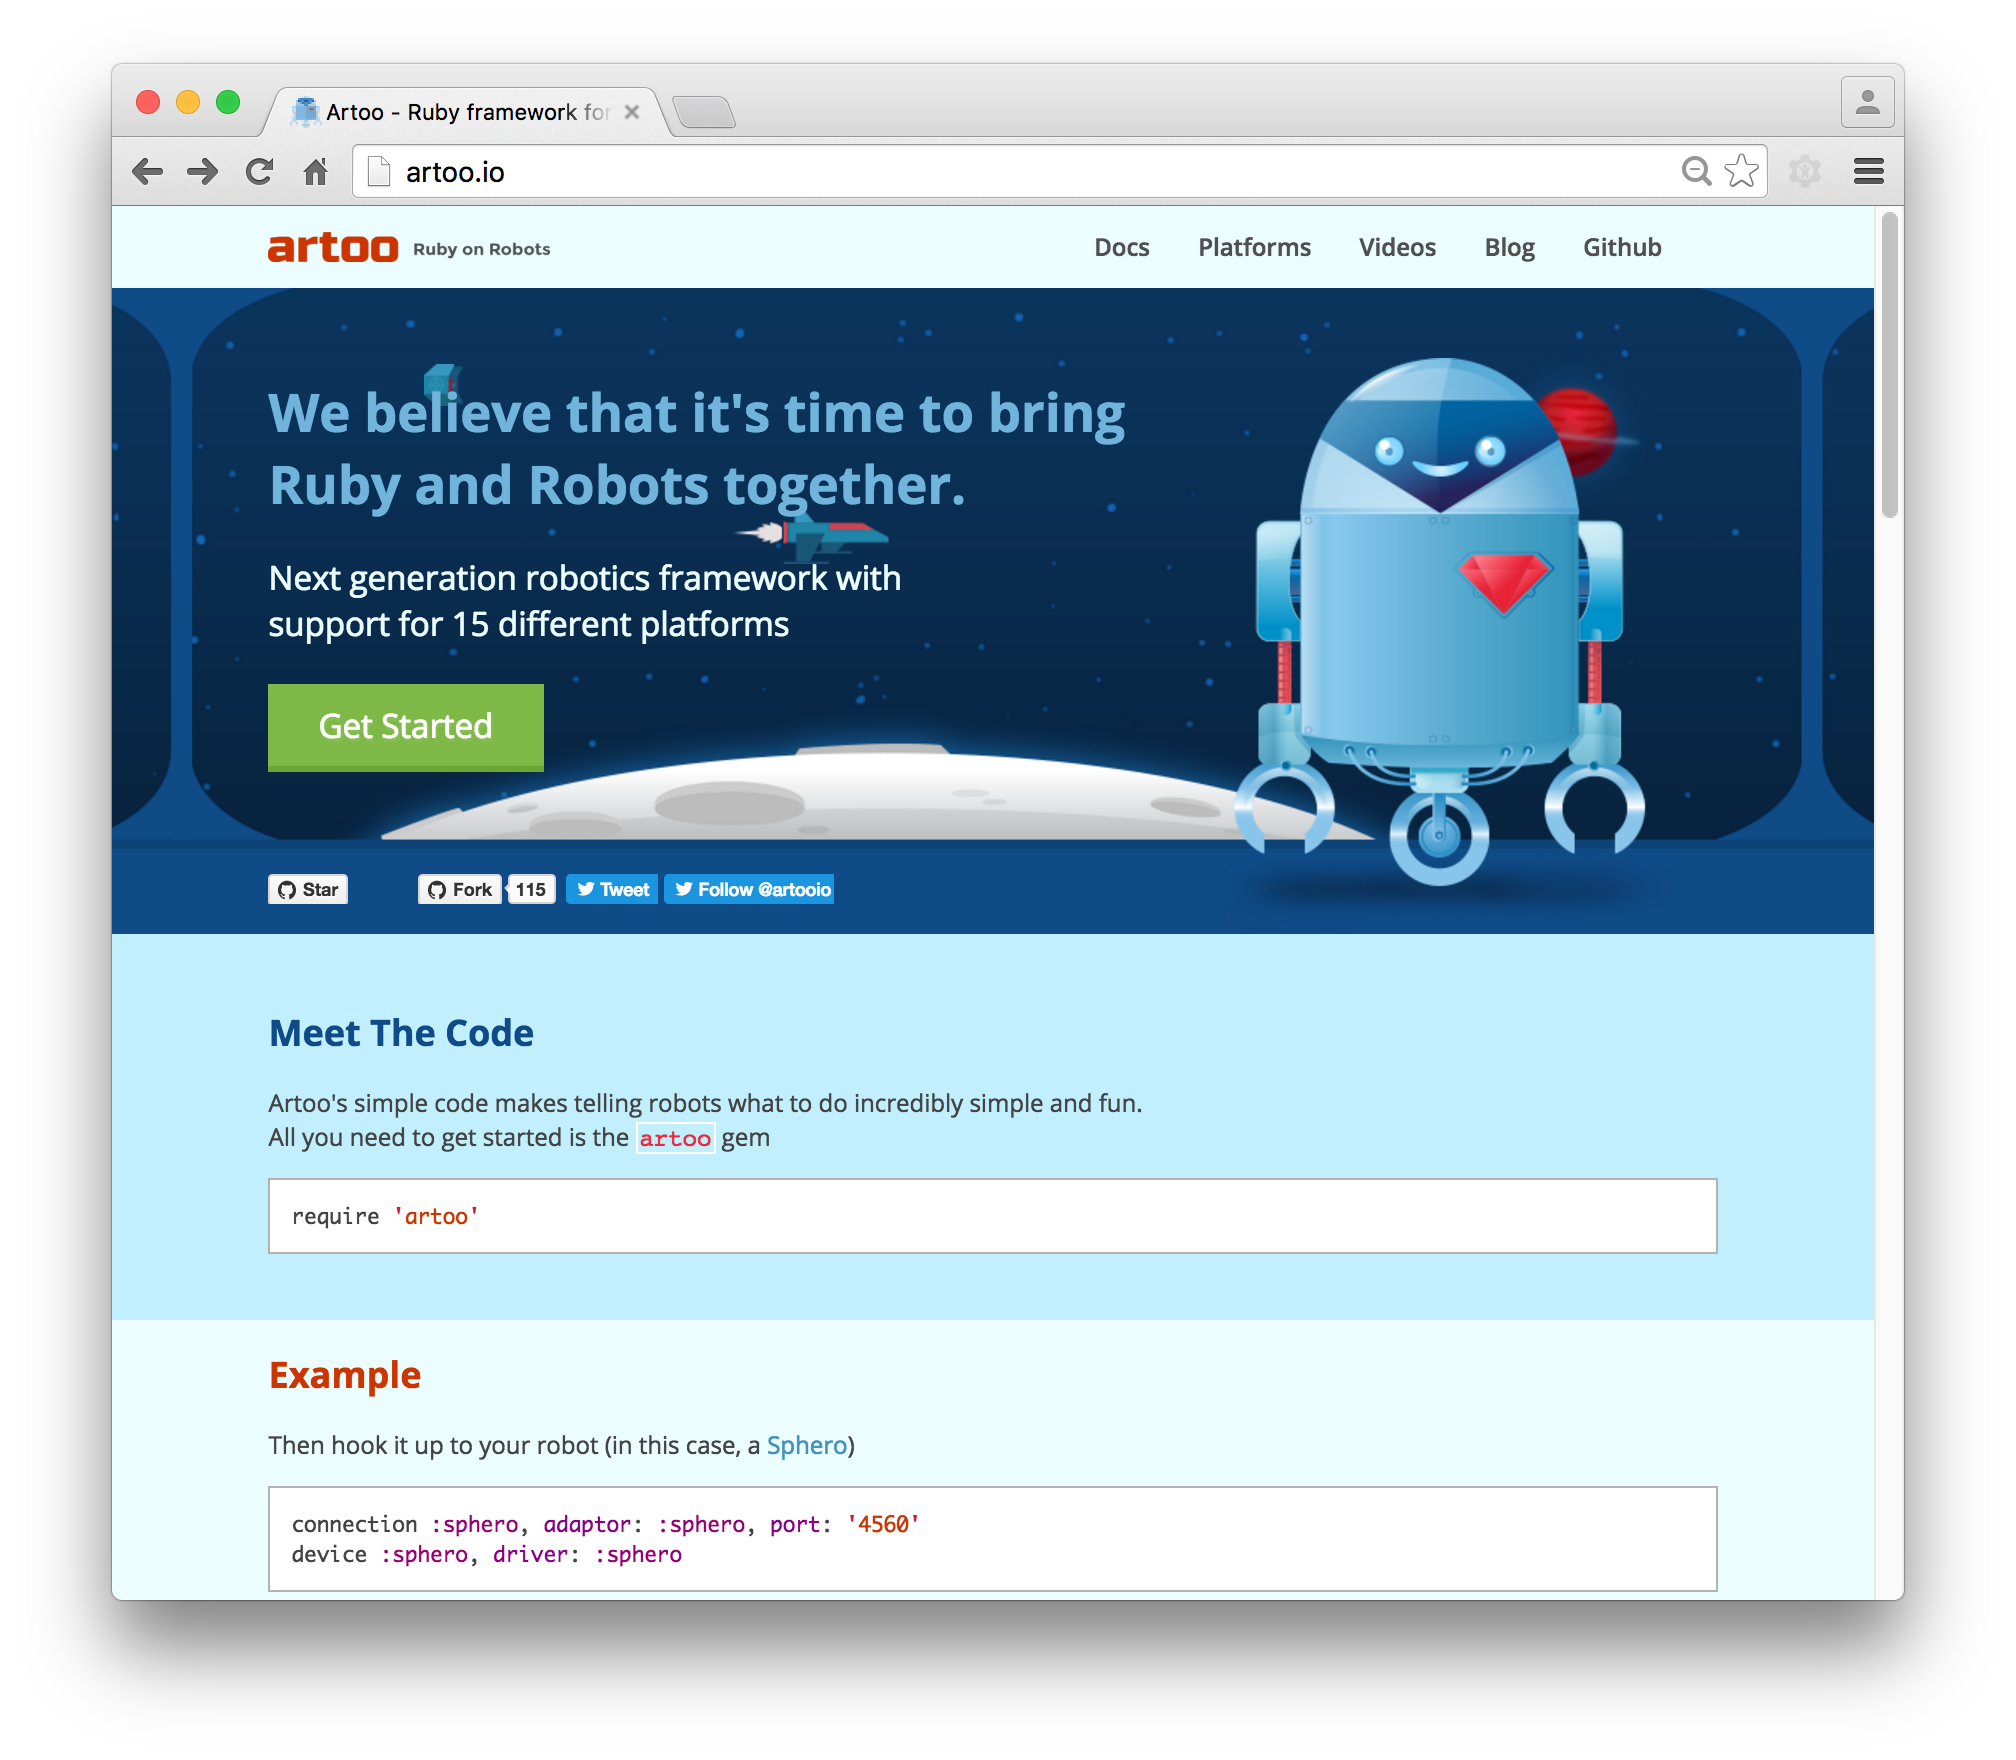 Artoo - Ruby framework for
artoo.io
artoo Ruby on Robots
Docs Platforms Videos Blog Github
We believe that it's time to bring
Ruby and Robots together.
Next generation robotics framework with
support for 15 different platforms
Get Started
Star Fork 115 Tweet Follow @artooio
Meet The Code
Artoo's simple code makes telling robots what to do incredibly simple and fun.
All you need to get started is the artoo gem
require 'artoo'
Example
Then hook it up to your robot (in this case, a Sphero)
connection :sphero, adaptor: :sphero, port: '4560'
device :sphero, driver: :sphero